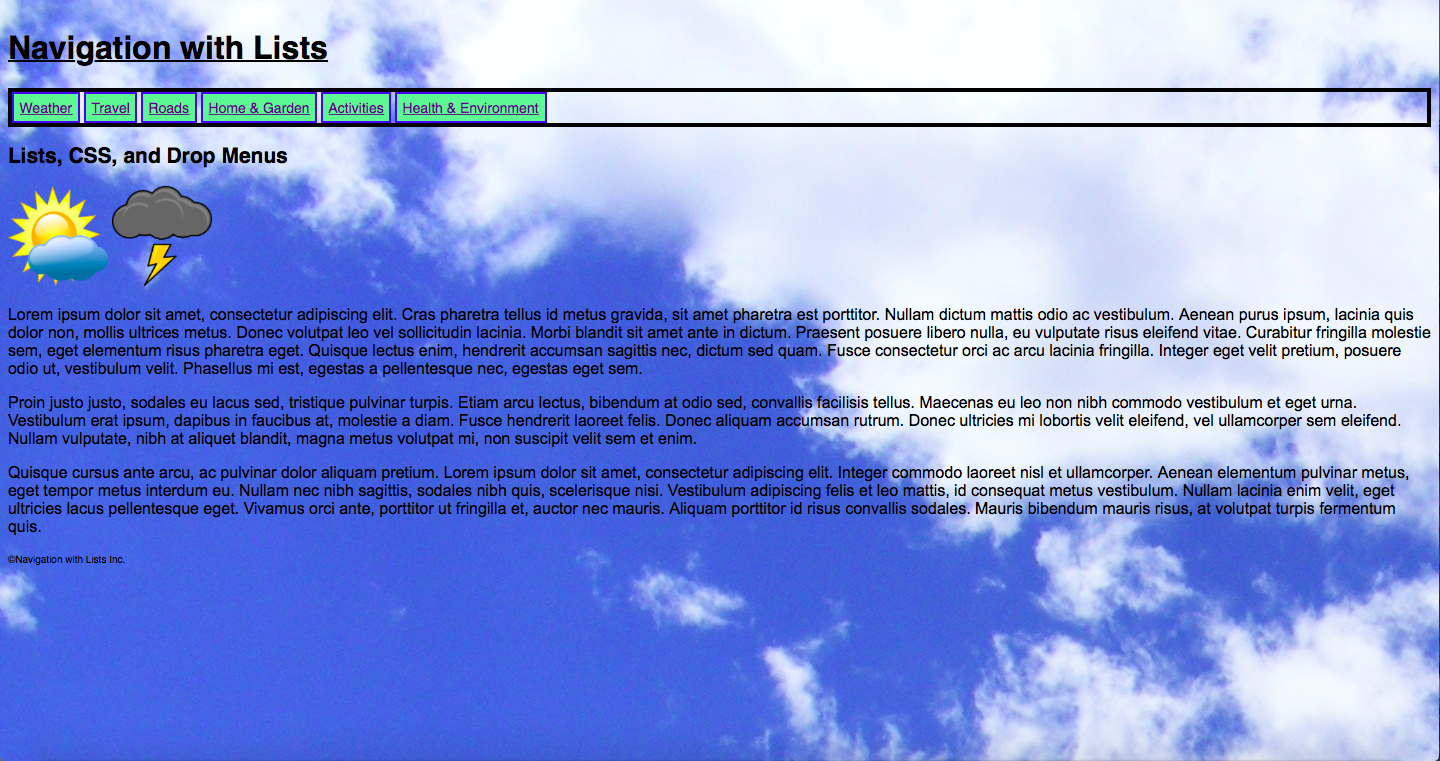 Navigation with Lists
Weather Travel Roads Home & Garden Activities Health & Environment
Lists, CSS, and Drop Menus
Lorem ipsum dolor sit amet, consectetur adipiscing elit. Cras pharetra tellus id metus gravida, sit amet pharetra est porttitor. Nullam dictum mattis odio ac vestibulum. Aenean purus ipsum, lacinia quis
dolor non, mollis ultrices metus. Donec volutpat leo vel sollicitudin lacinia. Morbi blandit sit amet ante in dictum. Praesent posuere libero nulla, eu vulputate risus eleifend vitae. Curabitur fringilla molestie
sem, eget elementum risus pharetra eget. Quisque lectus enim, hendrerit accumsan sagittis nec, dictum sed quam. Fusce consectetur orci ac arcu lacinia fringilla. Integer eget velit pretium, posuere
odio ut, vestibulum velit. Phasellus mi est, egestas a pellentesque nec, egestas eget sem.
Proin justo justo, sodales eu lacus sed, tristique pulvinar turpis. Etiam arcu lectus, bibendum at odio sed, convallis facilisis tellus. Maecenas eu leo non nibh commodo vestibulum et eget urna.
Vestibulum erat ipsum, dapibus in faucibus at, molestie a diam. Fusce hendrerit laoreet felis. Donec aliquam accumsan rutrum. Donec ultricies mi lobortis velit eleifend, vel ullamcorper sem eleifend.
Nullam vulputate, nibh at aliquet blandit, magna metus volutpat mi, non suscipit velit sem et enim.
Quisque cursus ante arcu, ac pulvinar dolor aliquam pretium. Lorem ipsum dolor sit amet, consectetur adipiscing elit. Integer commodo laoreet nisl et ullamcorper. Aenean elementum pulvinar metus,
eget tempor metus interdum eu. Nullam nec nibh sagittis, sodales nibh quis, scelerisque nisi. Vestibulum adipiscing felis et leo mattis, id consequat metus vestibulum. Nullam lacinia enim velit, eget
ultricies lacus pellentesque eget. Vivamus orci ante, porttitor ut fringilla et, auctor nec mauris. Aliquam porttitor id risus convallis sodales. Mauris bibendum mauris risus, at volutpat turpis fermentum
quis.
©Navigation with Lists Inc.